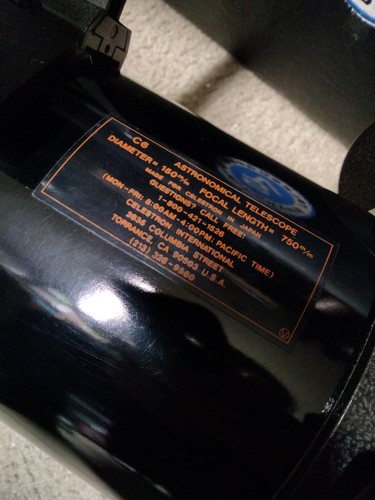 C6 ASTRONOMICAL TELESCOPE
DIAMETER= 150m/m FOCAL LENGTH= 750m/m
MADE FOR CELESTRON IN JAPAN
QUESTIONS? CALL FREE!
1-800-421-1526
(MON-FRI: 8:00AM-4:00PM; PACIFIC TIME)
CELESTRON INTERNATIONAL
2835 COLUMBIA STREET
TORRANCE, CA 90503 U.S.A.
(213) 328-9560